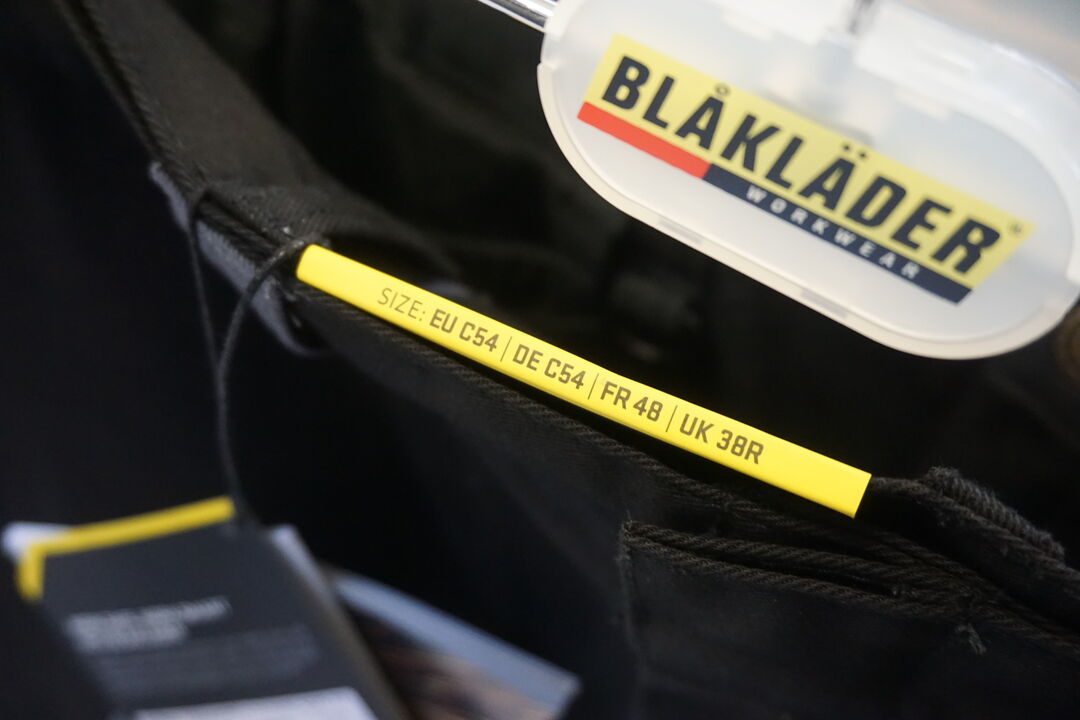 BLÅKLÄDER®
WORKWEAR
SIZE: EU C54 | DE C54 | FR 48 | UK 38R